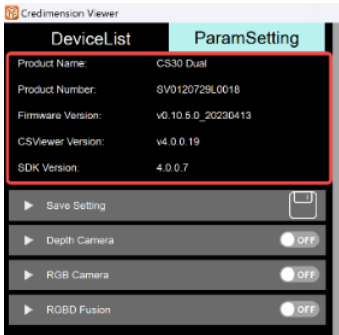 Credimension Viewer
DeviceList ParamSetting
Product Name: CS30 Dual
Product Number: SV0120729L0018
Firmware Version: v0.10.5.0_20230413
CSViewer Version: v4.0.0.19
SDK Version: 4.0.0.7
Save Setting
Depth Camera OFF
RGB Camera OFF
RGBD Fusion OFF